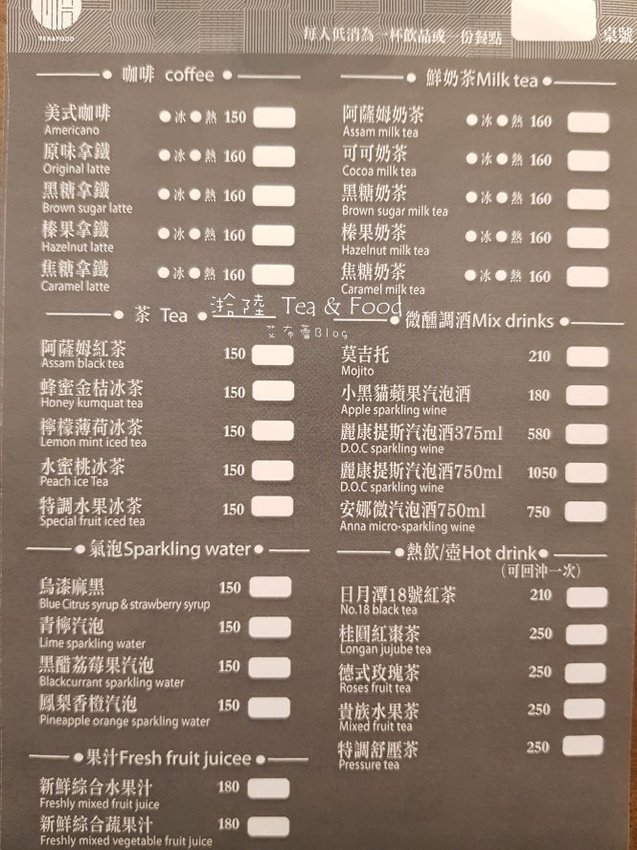 TEA&FOOD
每人低消為一杯飲品或一份餐點
桌號
咖啡 coffee
美式咖啡 ●冰●熱 150
Americano
原味拿鐵 ●冰●熱 160
Original latte
黑糖拿鐵 ●冰●熱 160
Brown sugar latte
榛果拿鐵 ●冰●熱 160
Hazelnut latte
焦糖拿鐵 ●冰●熱 160
Caramel latte
茶 Tea
阿薩姆紅茶 150
Assam black tea
蜂蜜金桔冰茶 150
Honey kumquat tea
檸檬薄荷冰茶 150
Lemon mint iced tea
水蜜桃冰茶 150
Peach ice Tea
特調水果冰茶 150
Special fruit iced tea
氣泡Sparkling water
烏漆麻黑 150
Blue Citrus syrup & strawberry syrup
青檸汽泡 150
Lime sparkling water
黑醋荔莓果汽泡 150
Blackcurrant sparkling water
鳳梨香橙汽泡 150
Pineapple orange sparkling water
果汁Fresh fruit juicee
新鮮綜合水果汁 180
Freshly mixed fruit juice
新鮮綜合蔬果汁 180
Freshly mixed vegetable fruit juice
鮮奶茶Milk tea
阿薩姆奶茶 ●冰●熱 160
Assam milk tea
可可奶茶 ●冰●熱 160
Cocoa milk tea
黑糖奶茶 ●冰●熱 160
Brown sugar milk tea
榛果奶茶 ●冰●熱 160
Hazelnut milk tea
焦糖奶茶 ●冰●熱 160
Caramel milk tea
湁陸 Tea & Food
艾布蕾Blog
微醺調酒Mix drinks
莫吉托 210
Mojito
小黑貓蘋果汽泡酒 180
Apple sparkling wine
麗康提斯汽泡酒375ml 580
D.O.C sparkling wine
麗康提斯汽泡酒750ml 1050
D.O.C sparkling wine
安娜微汽泡酒750ml 750
Anna micro-sparkling wine
熱飲/壺Hot drink
(可回沖一次)
日月潭18號紅茶 210
No.18 black tea
桂圓紅棗茶 250
Longan jujube tea
德式玫瑰茶 250
Roses fruit tea
貴族水果茶 250
Mixed fruit tea
特調舒壓茶 250
Pressure tea